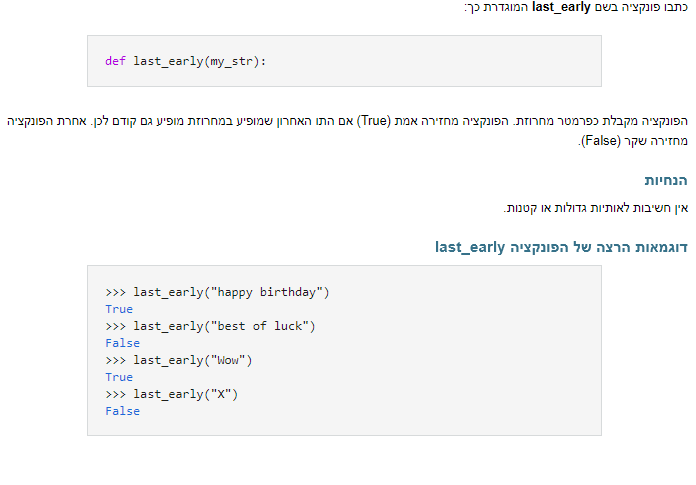 כתבו פונקציה בשם last_early המוגדרת כך:
def last_early(my_str):
הפונקציה מקבלת כפרמטר מחרוזת. הפונקציה מחזירה אמת (True) אם התו האחרון שמופיע במחרוזת מופיע גם קודם לכן. אחרת הפונקציה
מחזירה שקר (False).
הנחיות
אין חשיבות לאותיות גדולות או קטנות.
דוגמאות הרצה של הפונקציה last_early
>>> last_early("happy birthday")
True
>>> last_early("best of luck")
False
>>> last_early("Wow")
True
>>> last_early("X")
False